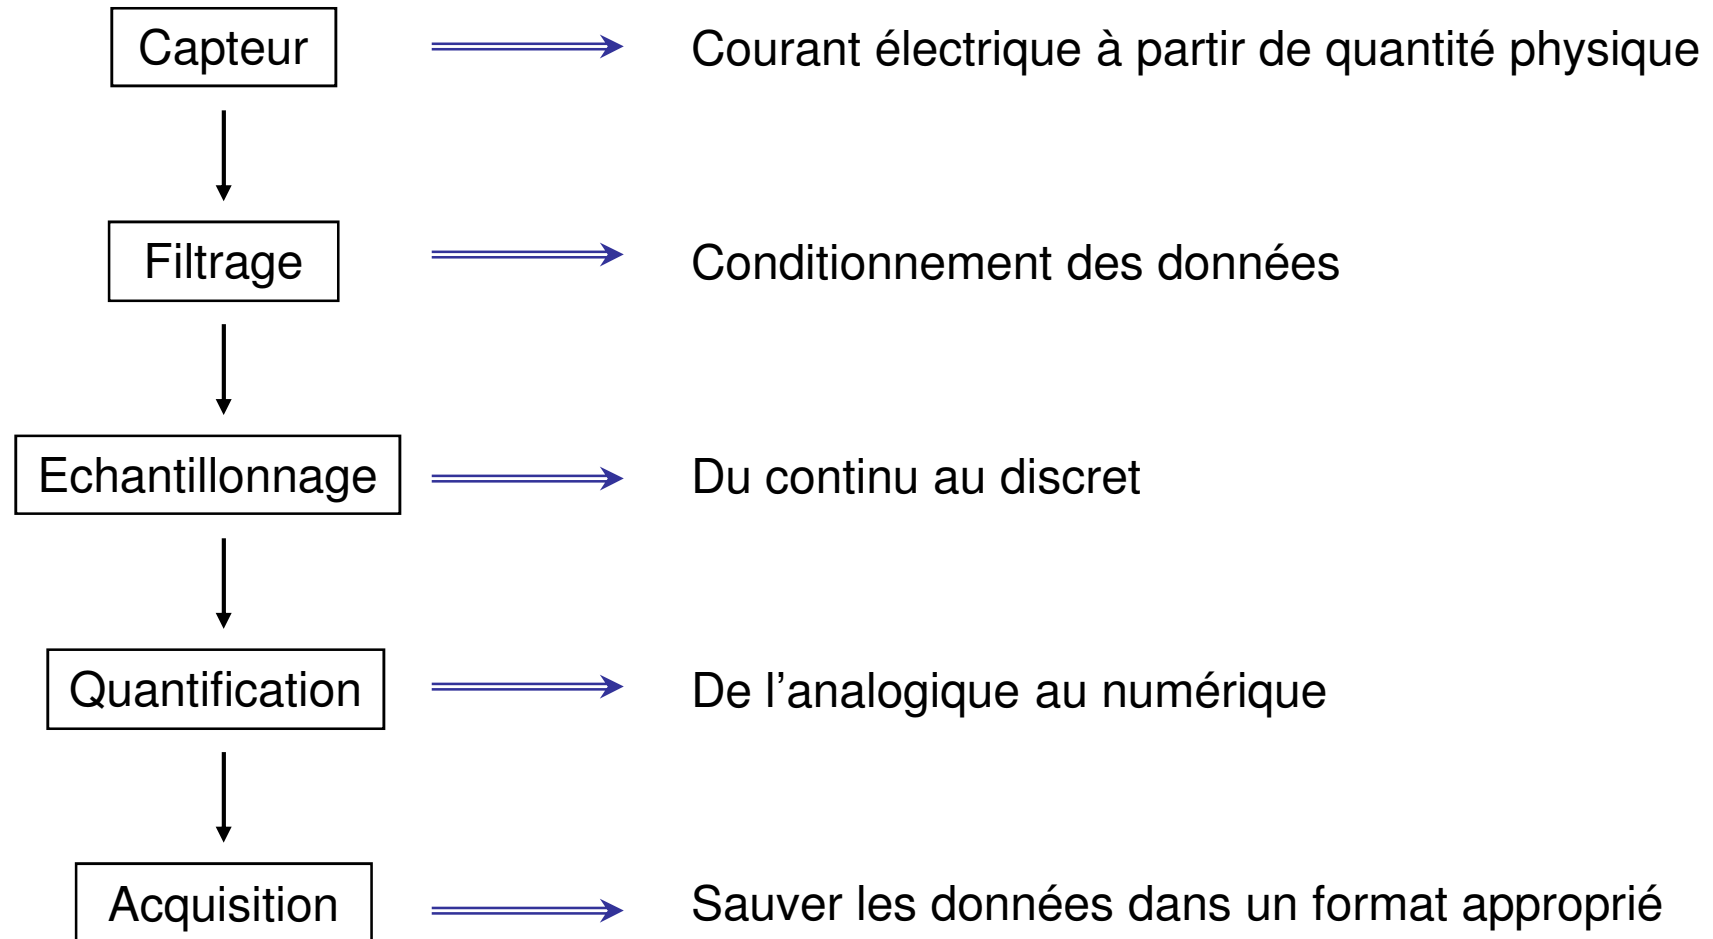 Capteur
Courant électrique à partir de quantité physique
Filtrage
Conditionnement des données
Echantillonnage
Du continu au discret
Quantification
De l’analogique au numérique
Acquisition
Sauver les données dans un format approprié